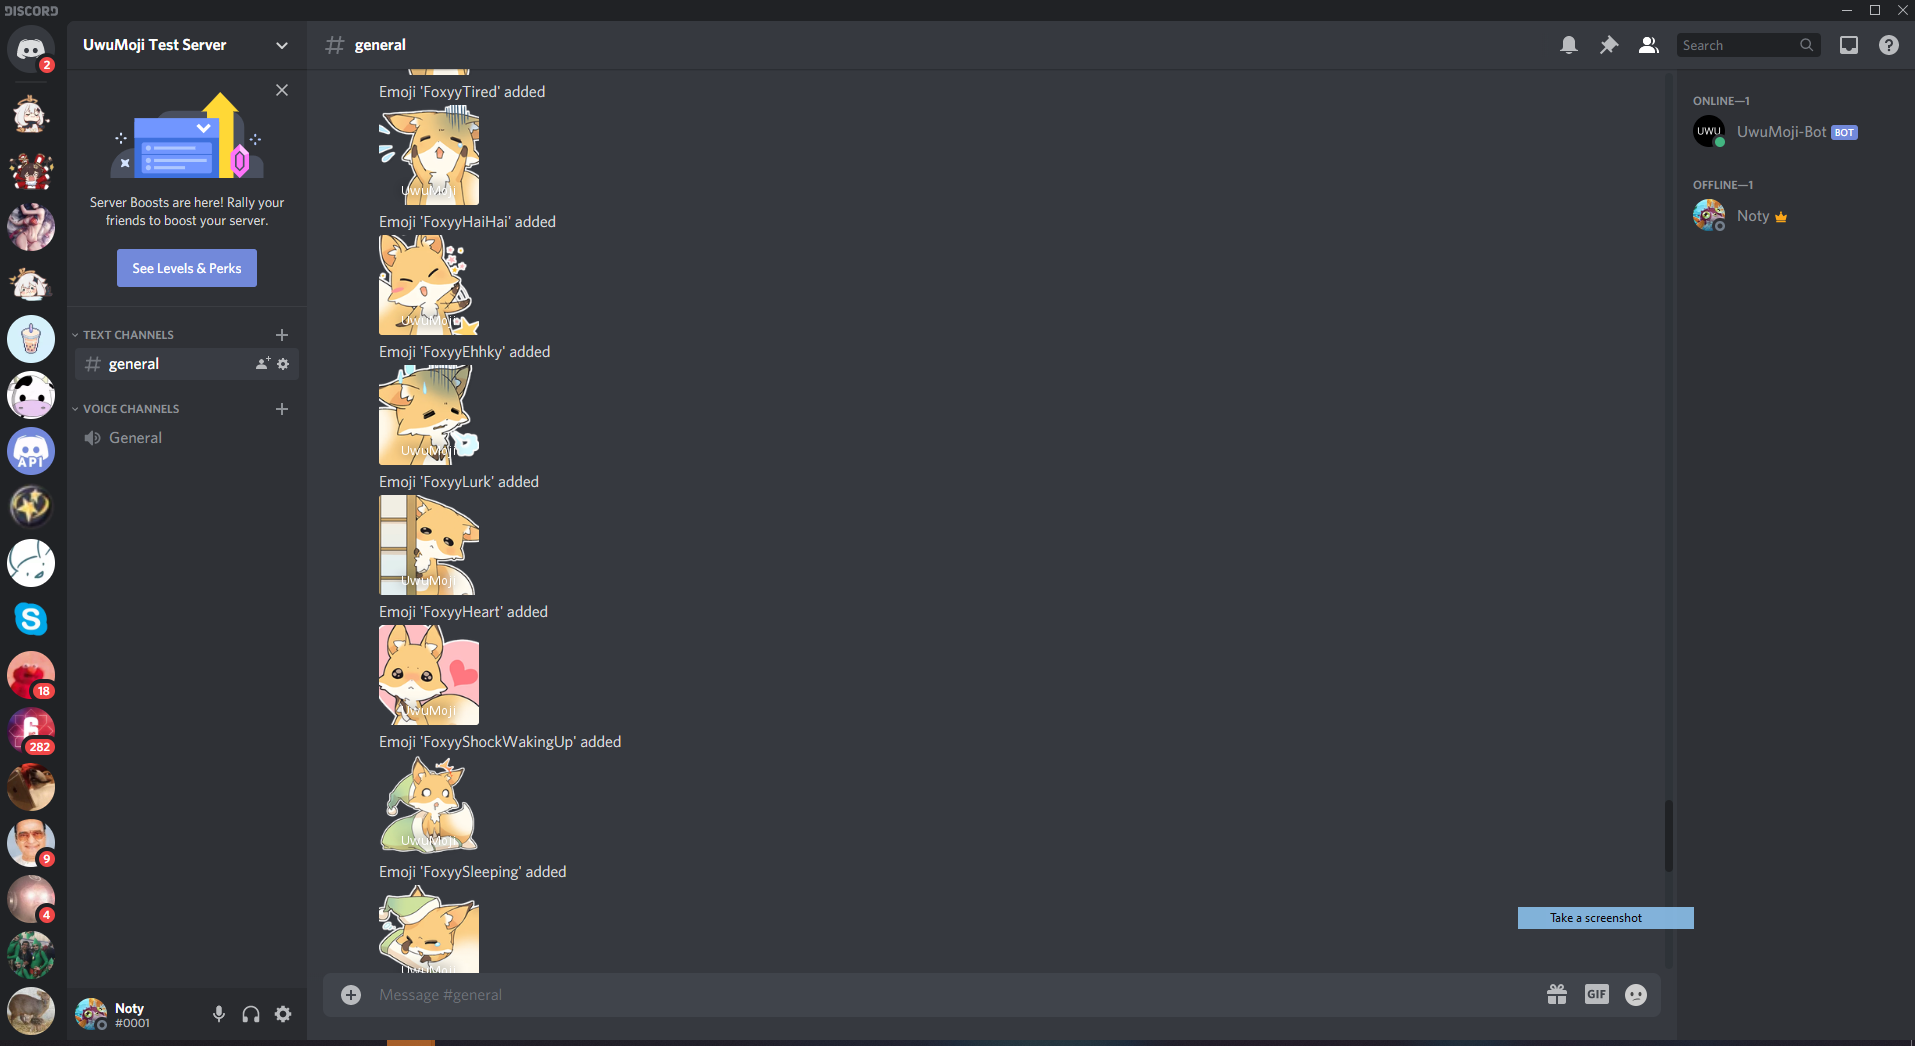 DISCORD
2
UwuMoji Test Server
general
Search
Server Boosts are here! Rally your
friends to boost your server.
See Levels & Perks
TEXT CHANNELS
general
VOICE CHANNELS
General
API
S
18
6
282
9
4
Noty
#0001
Emoji 'FoxyyTired' added
UwuMoji
Emoji 'FoxyyHaiHai' added
UwuMoji
Emoji 'FoxyyEhhky' added
UwuMoji
Emoji 'FoxyyLurk' added
UwuMoji
Emoji 'FoxyyHeart' added
UwuMoji
Emoji 'FoxyyShockWakingUp' added
UwuMoji
Emoji 'FoxyySleeping' added
UwuMoji
Message #general
GIF
ONLINE—1
UWU
UwuMoji-Bot BOT
OFFLINE—1
Noty
Take a screenshot